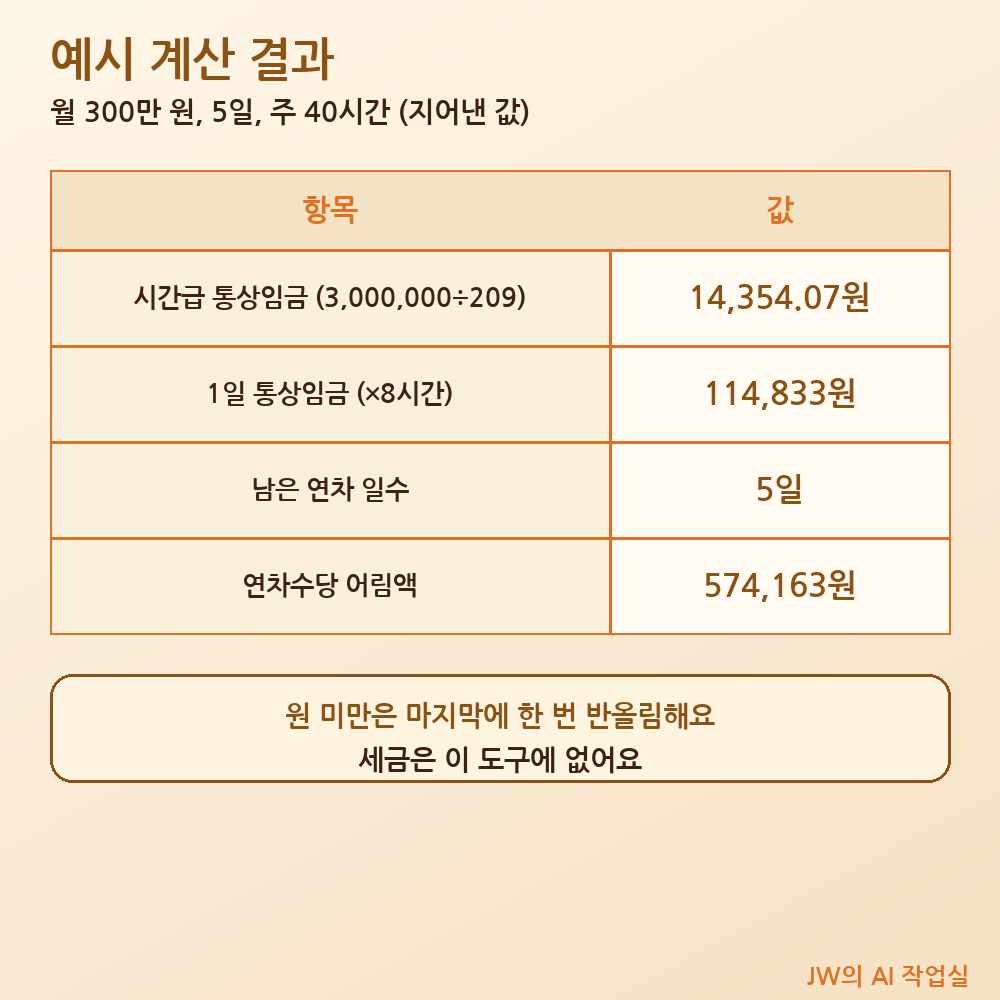 예시 계산 결과
월 300만 원, 5일, 주 40시간 (지어낸 값)
항목 값
시간급 통상임금 (3,000,000÷209) 14,354.07원
1일 통상임금 (×8시간) 114,833원
남은 연차 일수 5일
연차수당 어림액 574,163원
원 미만은 마지막에 한 번 반올림해요
세금은 이 도구에 없어요
JW의 AI 작업실